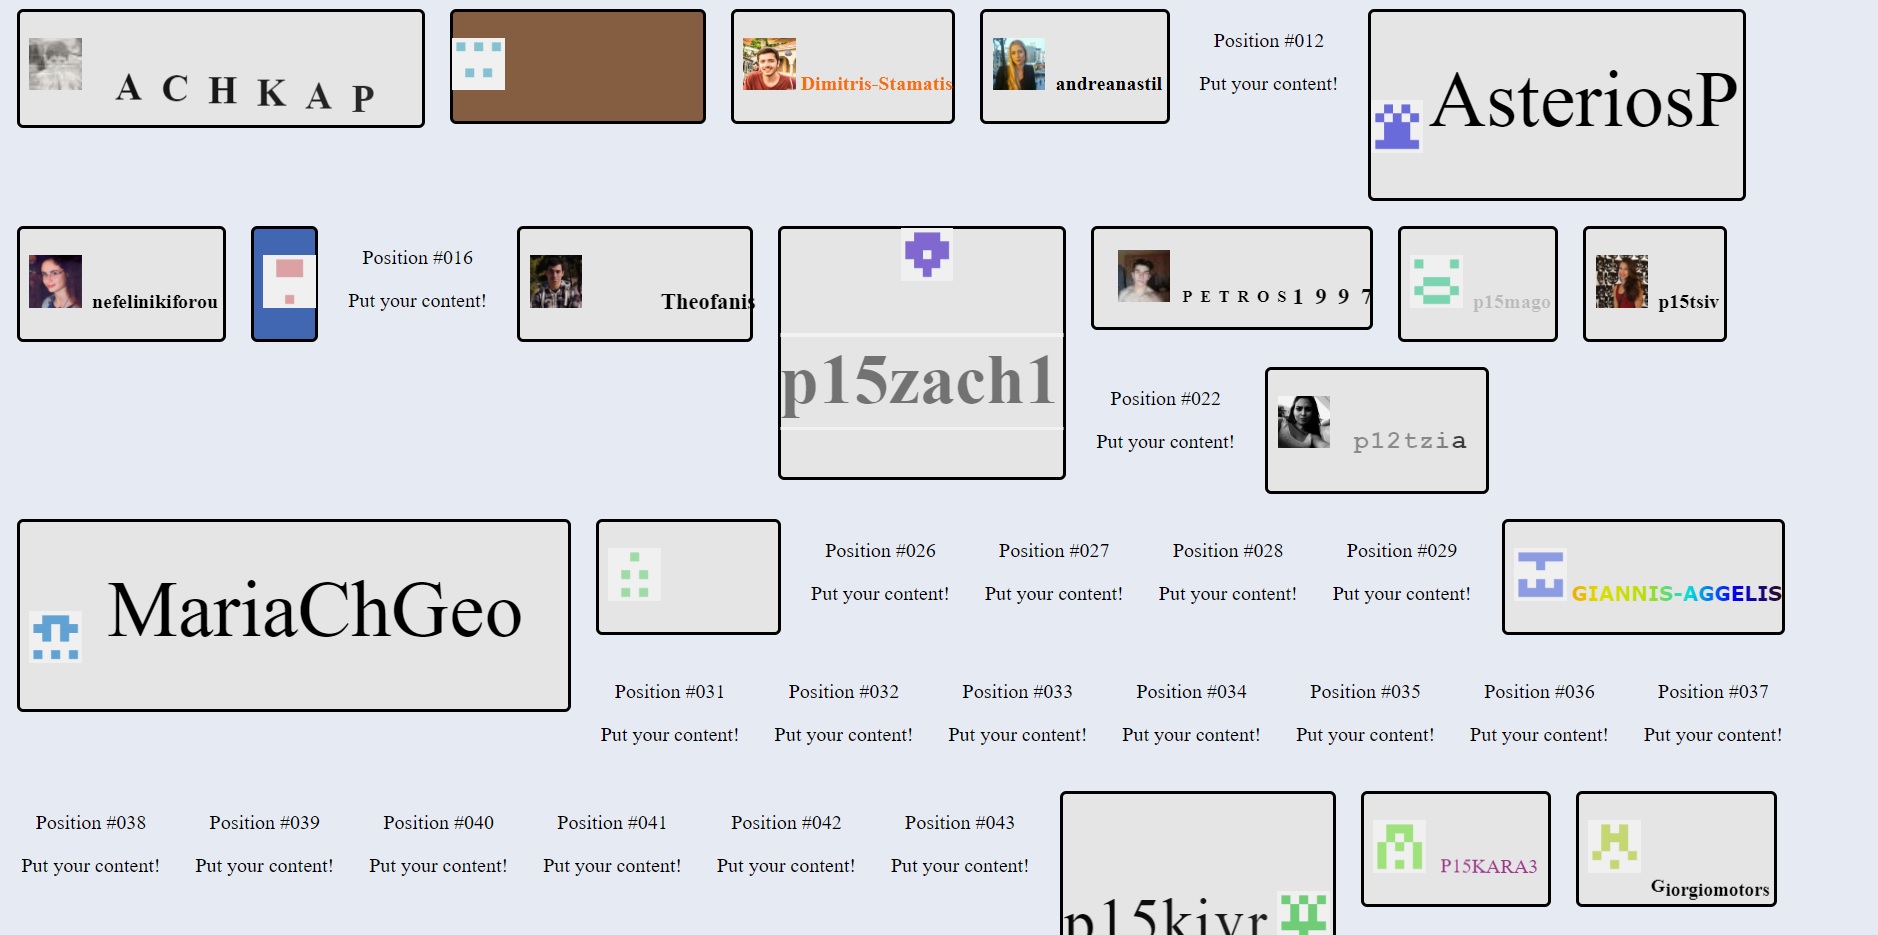 A C H K A P
Dimitris-Stamatis
andreanastil
Position #012
Put your content!
AsteriosP
nefelinikiforou
Position #016
Put your content!
Theofanis
p15zach1
P E T R O S 1 9 9 7
p15mago
p15tsiv
Position #022
Put your content!
p12tzia
MariaChGeo
Position #026
Put your content!
Position #027
Put your content!
Position #028
Put your content!
Position #029
Put your content!
GIANNIS-AGGELIS
Position #031
Put your content!
Position #032
Put your content!
Position #033
Put your content!
Position #034
Put your content!
Position #035
Put your content!
Position #036
Put your content!
Position #037
Put your content!
Position #038
Put your content!
Position #039
Put your content!
Position #040
Put your content!
Position #041
Put your content!
Position #042
Put your content!
Position #043
Put your content!
p15kivr
P15KARA3
Giorgiomotors